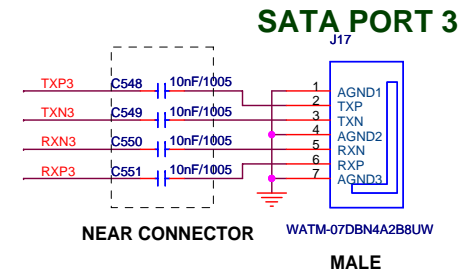 SATA PORT 3
J17
TXP3 C548 10nF/1005 1 AGND1
2 TXP
TXN3 C549 10nF/1005 3 TXN
4 AGND2
RXN3 C550 10nF/1005 5 RXN
6 RXP
RXP3 C551 10nF/1005 7 AGND3
NEAR CONNECTOR
WATM-07DBN4A2B8UW
MALE